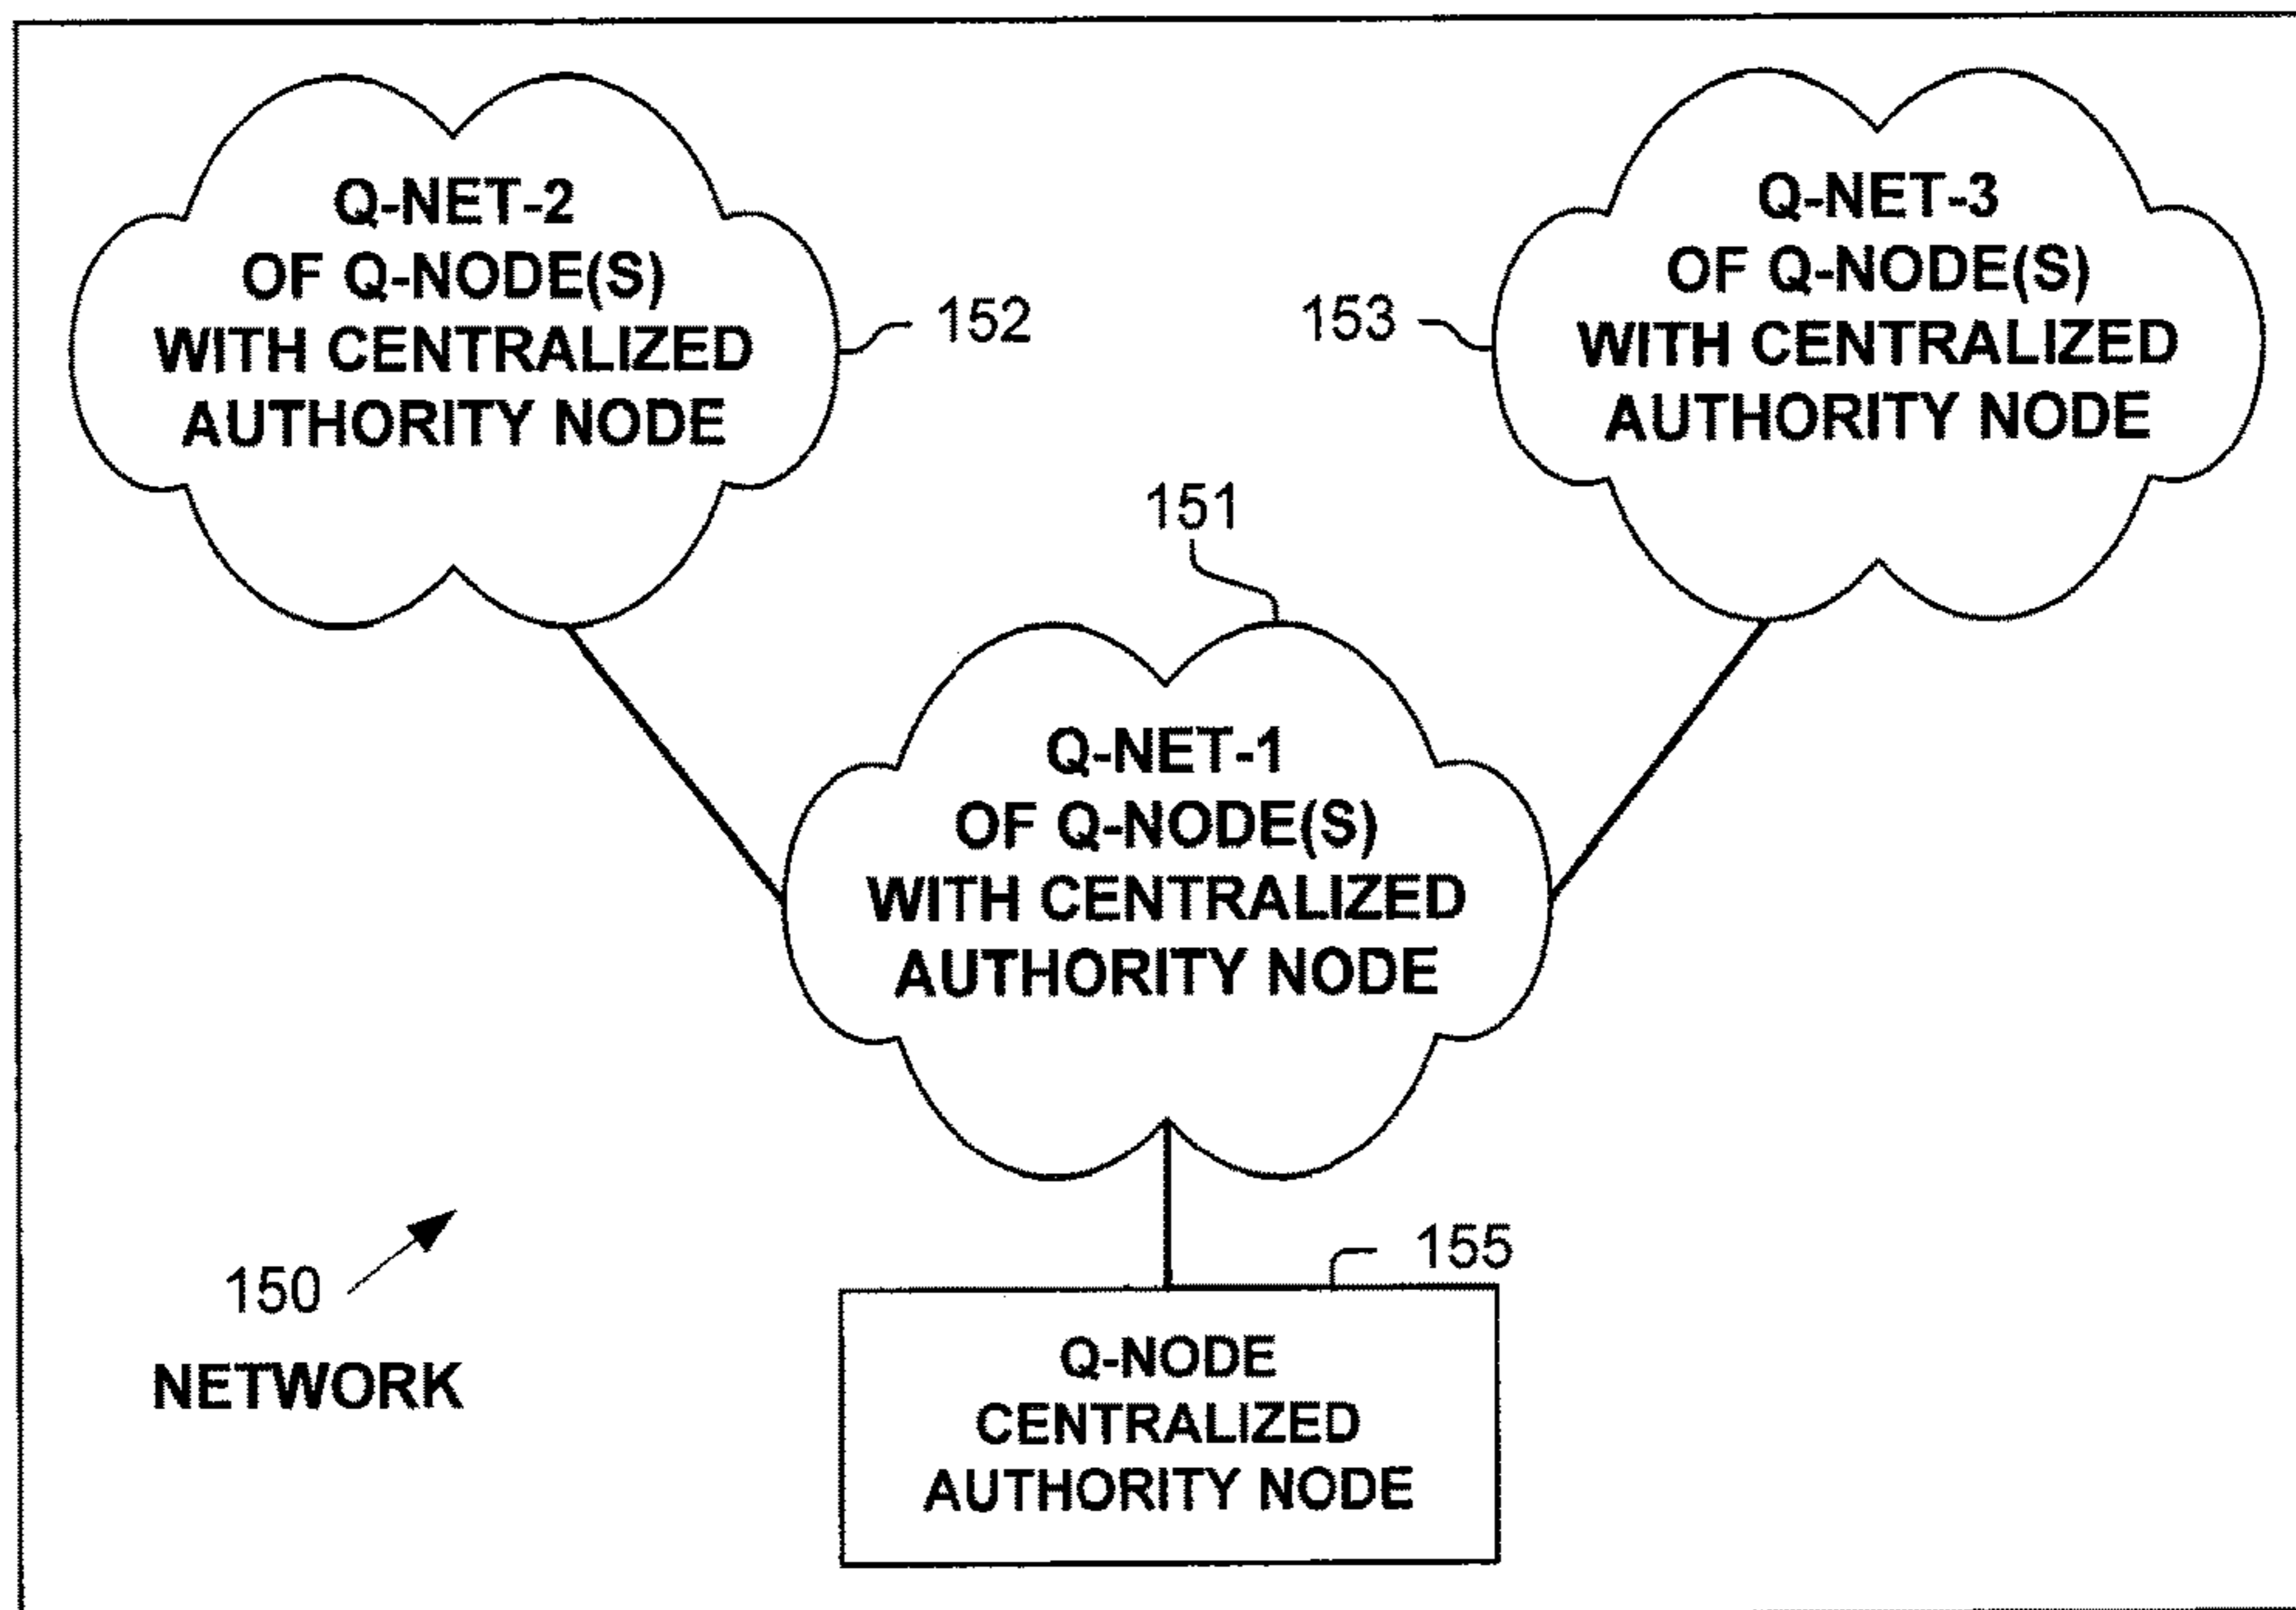 Q-NET-2
OF Q-NODE(S)
WITH CENTRALIZED
AUTHORITY NODE
152
153
Q-NET-3
OF Q-NODE(S)
WITH CENTRALIZED
AUTHORITY NODE
151
Q-NET-1
OF Q-NODE(S)
WITH CENTRALIZED
AUTHORITY NODE
150
NETWORK
155
Q-NODE
CENTRALIZED
AUTHORITY NODE